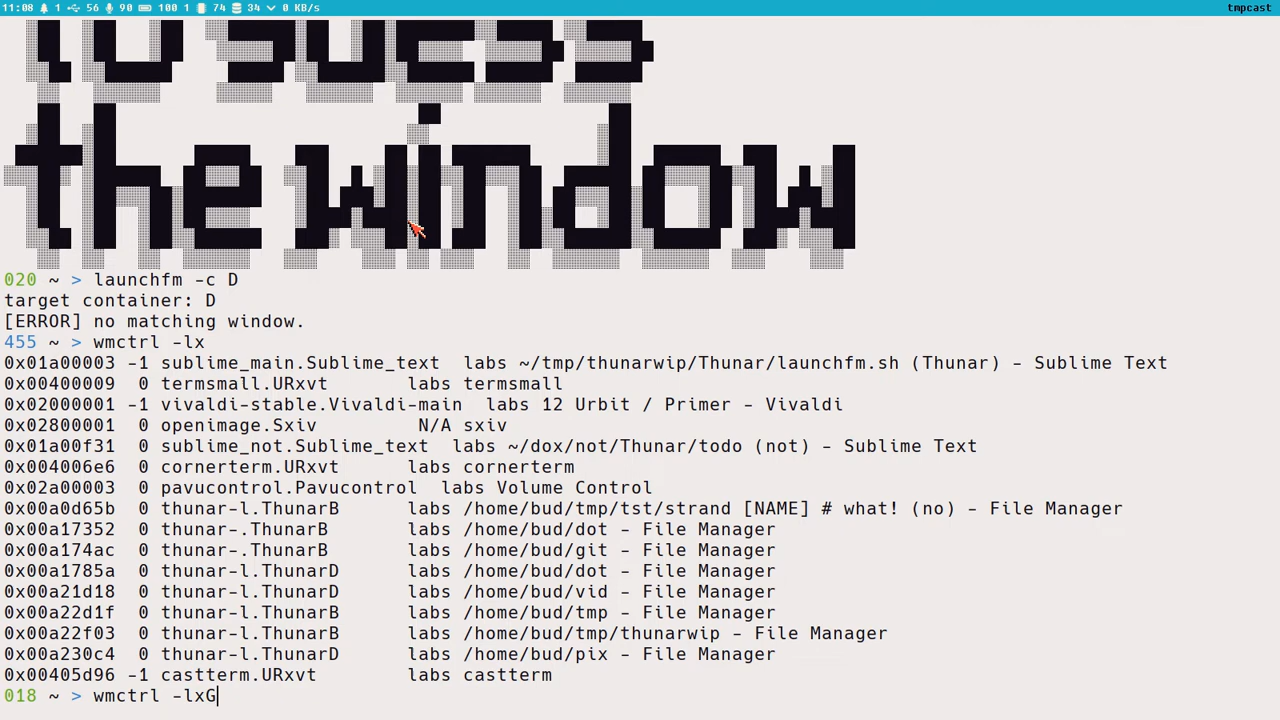 11:08 1 56 90 100 1 74 34 0 KB/s tmpcast
to guess
the window
020 ~ > launchfm -c D
target container: D
[ERROR] no matching window.
455 ~ > wmctrl -lx
0x01a00003 -1 sublime_main.Sublime_text labs ~/tmp/thunarwip/Thunar/launchfm.sh (Thunar) - Sublime Text
0x00400009 0 termsmall.URxvt labs termsmall
0x02000001 -1 vivaldi-stable.Vivaldi-main labs 12 Urbit / Primer - Vivaldi
0x02800001 0 openimage.Sxiv N/A sxiv
0x01a00f31 0 sublime_not.Sublime_text labs ~/dox/not/Thunar/todo (not) - Sublime Text
0x004006e6 0 cornerterm.URxvt labs cornerterm
0x02a00003 0 pavucontrol.Pavucontrol labs Volume Control
0x00a0d65b 0 thunar-l.ThunarB labs /home/bud/tmp/tst/strand [NAME] # what! (no) - File Manager
0x00a17352 0 thunar-.ThunarB labs /home/bud/dot - File Manager
0x00a174ac 0 thunar-.ThunarB labs /home/bud/git - File Manager
0x00a1785a 0 thunar-l.ThunarD labs /home/bud/dot - File Manager
0x00a21d18 0 thunar-l.ThunarD labs /home/bud/vid - File Manager
0x00a22d1f 0 thunar-l.ThunarB labs /home/bud/tmp - File Manager
0x00a22f03 0 thunar-l.ThunarB labs /home/bud/tmp/thunarwip - File Manager
0x00a230c4 0 thunar-l.ThunarD labs /home/bud/pix - File Manager
0x00405d96 -1 castterm.URxvt labs castterm
018 ~ > wmctrl -lxG